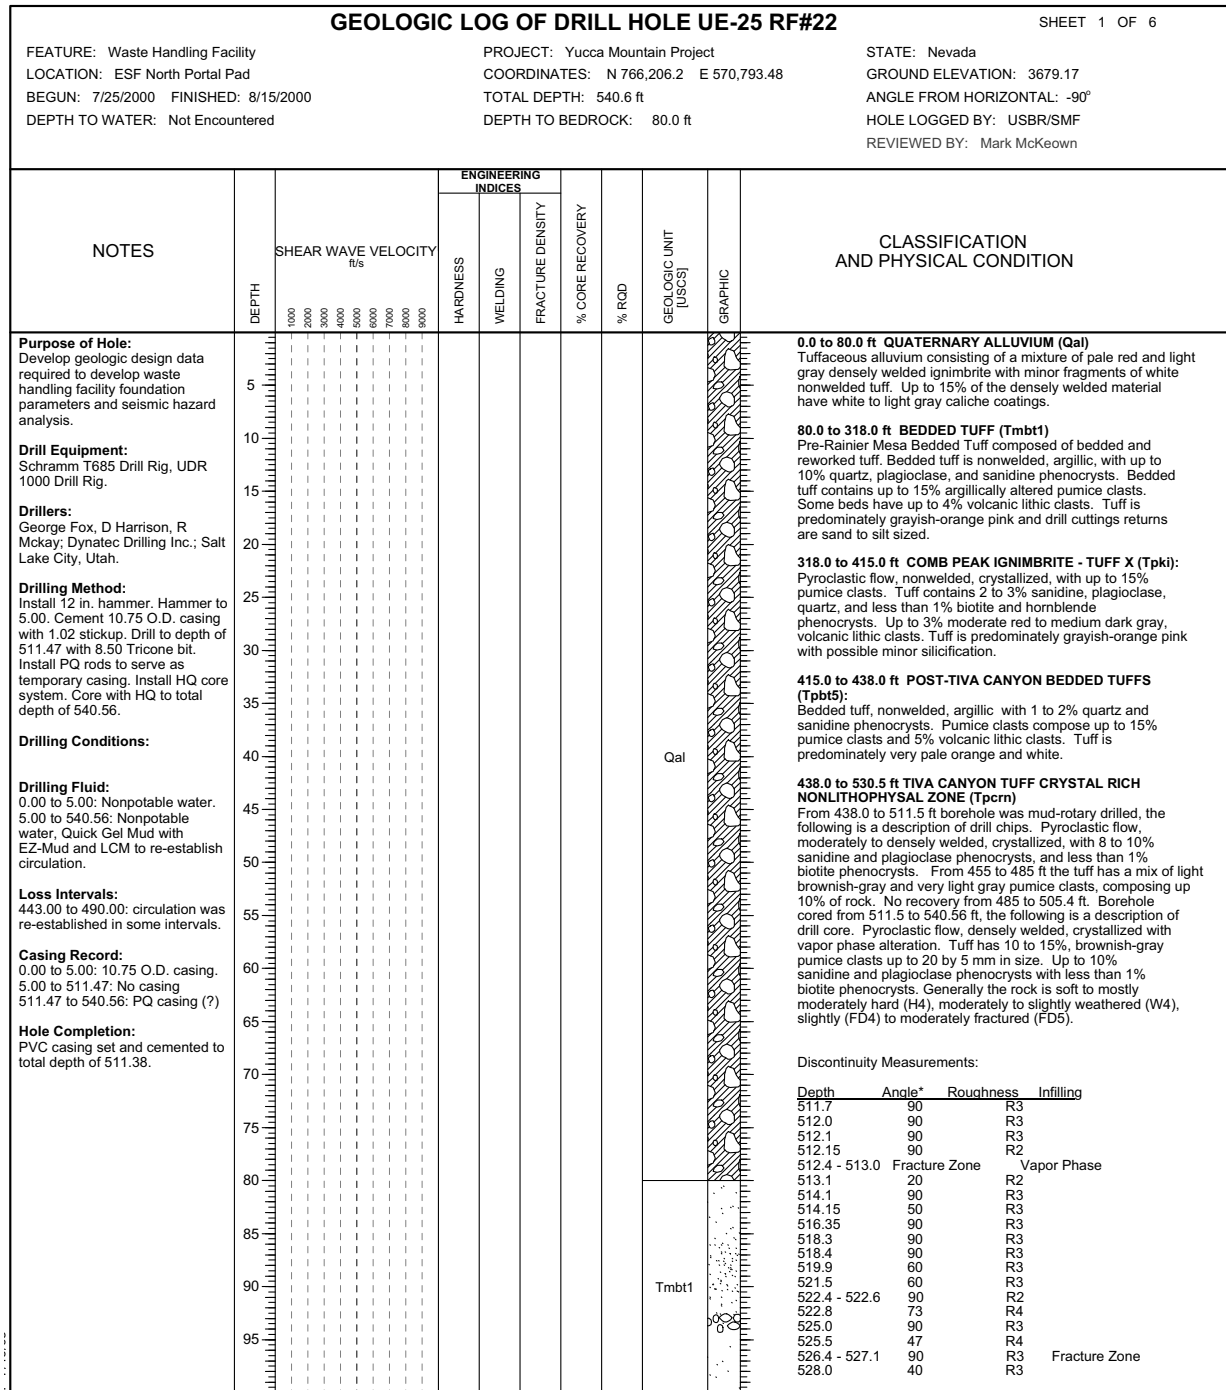 GEOLOGIC LOG OF DRILL HOLE UE-25 RF#22
SHEET 1 OF 6
FEATURE: Waste Handling Facility
PROJECT: Yucca Mountain Project
STATE: Nevada
LOCATION: ESF North Portal Pad
COORDINATES: N 766,206.2 E 570,793.48
GROUND ELEVATION: 3679.17
BEGUN: 7/25/2000 FINISHED: 8/15/2000
TOTAL DEPTH: 540.6 ft
ANGLE FROM HORIZONTAL: -90°
DEPTH TO WATER: Not Encountered
DEPTH TO BEDROCK: 80.0 ft
HOLE LOGGED BY: USBR/SMF
REVIEWED BY: Mark McKeown
NOTES
DEPTH
SHEAR WAVE VELOCITY
ft/s
1000
2000
3000
4000
5000
6000
7000
8000
9000
ENGINEERING
INDICES
HARDNESS
WELDING
FRACTURE DENSITY
% CORE RECOVERY
% RQD
GEOLOGIC UNIT
[USCS]
GRAPHIC
CLASSIFICATION
AND PHYSICAL CONDITION
Purpose of Hole:
Develop geologic design data
required to develop waste
handling facility foundation
parameters and seismic hazard
analysis.
Drill Equipment:
Schramm T685 Drill Rig, UDR
1000 Drill Rig.
Drillers:
George Fox, D Harrison, R
Mckay; Dynatec Drilling Inc.; Salt
Lake City, Utah.
Drilling Method:
Install 12 in. hammer. Hammer to
5.00. Cement 10.75 O.D. casing
with 1.02 stickup. Drill to depth of
511.47 with 8.50 Tricone bit.
Install PQ rods to serve as
temporary casing. Install HQ core
system. Core with HQ to total
depth of 540.56.
Drilling Conditions:
Drilling Fluid:
0.00 to 5.00: Nonpotable water.
5.00 to 540.56: Nonpotable
water, Quick Gel Mud with
EZ-Mud and LCM to re-establish
circulation.
Loss Intervals:
443.00 to 490.00: circulation was
re-established in some intervals.
Casing Record:
0.00 to 5.00: 10.75 O.D. casing.
5.00 to 511.47: No casing
511.47 to 540.56: PQ casing (?)
Hole Completion:
PVC casing set and cemented to
total depth of 511.38.
5
10
15
20
25
30
35
40
45
50
55
60
65
70
75
80
85
90
95
Qal
Tmbt1
0.0 to 80.0 ft QUATERNARY ALLUVIUM (Qal)
Tuffaceous alluvium consisting of a mixture of pale red and light
gray densely welded ignimbrite with minor fragments of white
nonwelded tuff. Up to 15% of the densely welded material
have white to light gray caliche coatings.
80.0 to 318.0 ft BEDDED TUFF (Tmbt1)
Pre-Rainier Mesa Bedded Tuff composed of bedded and
reworked tuff. Bedded tuff is nonwelded, argillic, with up to
10% quartz, plagioclase, and sanidine phenocrysts. Bedded
tuff contains up to 15% argillically altered pumice clasts.
Some beds have up to 4% volcanic lithic clasts. Tuff is
predominately grayish-orange pink and drill cuttings returns
are sand to silt sized.
318.0 to 415.0 ft COMB PEAK IGNIMBRITE - TUFF X (Tpki):
Pyroclastic flow, nonwelded, crystallized, with up to 15%
pumice clasts. Tuff contains 2 to 3% sanidine, plagioclase,
quartz, and less than 1% biotite and hornblende
phenocrysts. Up to 3% moderate red to medium dark gray,
volcanic lithic clasts. Tuff is predominately grayish-orange pink
with possible minor silicification.
415.0 to 438.0 ft POST-TIVA CANYON BEDDED TUFFS
(Tpbt5):
Bedded tuff, nonwelded, argillic with 1 to 2% quartz and
sanidine phenocrysts. Pumice clasts compose up to 15%
pumice clasts and 5% volcanic lithic clasts. Tuff is
predominately very pale orange and white.
438.0 to 530.5 ft TIVA CANYON TUFF CRYSTAL RICH
NONLITHOPHYSAL ZONE (Tpcrn)
From 438.0 to 511.5 ft borehole was mud-rotary drilled, the
following is a description of drill chips. Pyroclastic flow,
moderately to densely welded, crystallized, with 8 to 10%
sanidine and plagioclase phenocrysts, and less than 1%
biotite phenocrysts. From 455 to 485 ft the tuff has a mix of light
brownish-gray and very light gray pumice clasts, composing up
10% of rock. No recovery from 485 to 505.4 ft. Borehole
cored from 511.5 to 540.56 ft, the following is a description of
drill core. Pyroclastic flow, densely welded, crystallized with
vapor phase alteration. Tuff has 10 to 15%, brownish-gray
pumice clasts up to 20 by 5 mm in size. Up to 10%
sanidine and plagioclase phenocrysts with less than 1%
biotite phenocrysts. Generally the rock is soft to mostly
moderately hard (H4), moderately to slightly weathered (W4),
slightly (FD4) to moderately fractured (FD5).
Discontinuity Measurements:
Depth Angle* Roughness Infilling
511.7 90 R3
512.0 90 R3
512.1 90 R3
512.15 90 R2
512.4 - 513.0 Fracture Zone Vapor Phase
513.1 20 R2
514.1 90 R3
514.15 50 R3
516.35 90 R3
518.3 90 R3
518.4 90 R3
519.9 60 R3
521.5 60 R3
522.4 - 522.6 90 R2
522.8 73 R4
525.0 90 R3
525.5 47 R4
526.4 - 527.1 90 R3 Fracture Zone
528.0 40 R3